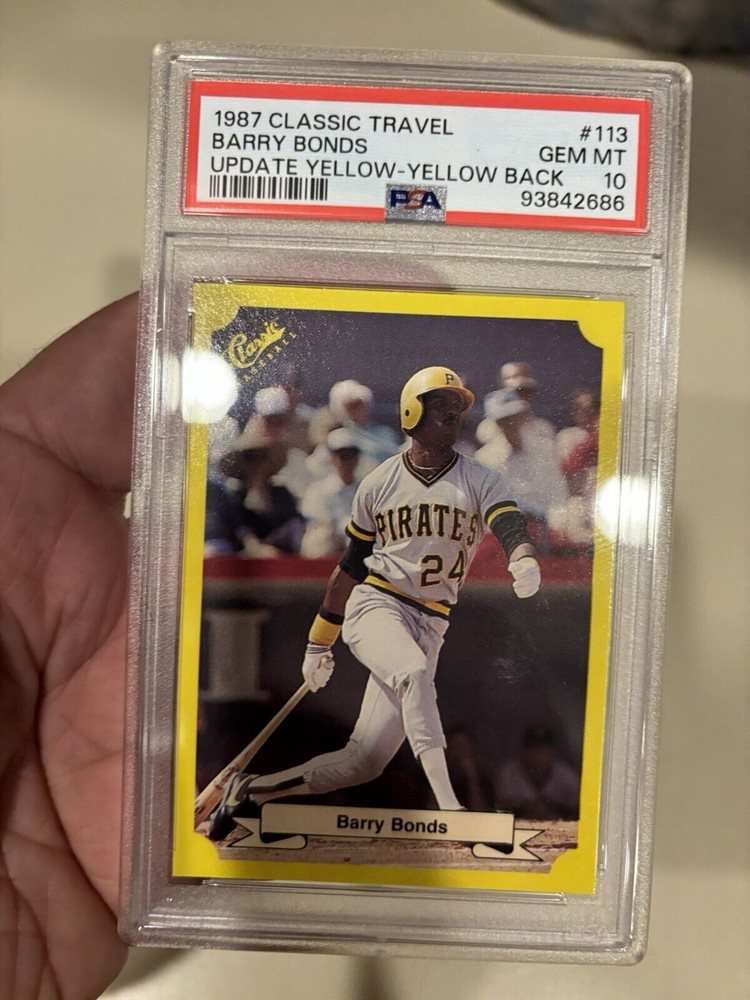 1987 CLASSIC TRAVEL #113
BARRY BONDS GEM MT
UPDATE YELLOW-YELLOW BACK 10
PSA 93842686
Classic
BASEBALL
P
PIRATES
24
Barry Bonds